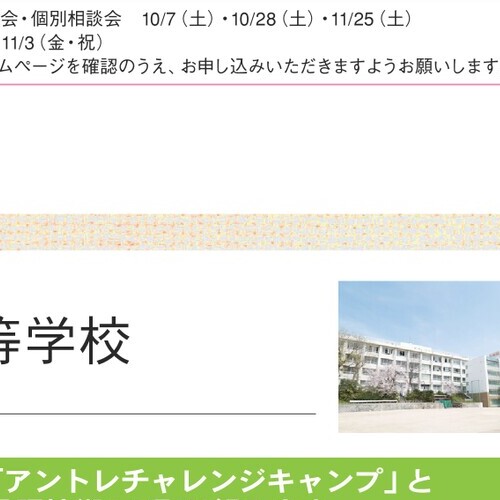 会・個別相談会　10/7（土）・10/28（土）・11/25（土）
11/3（金・祝）
ムページを確認のうえ、お申し込みいただきますようお願いします
等学校
「アントレチャレンジキャンプ」と